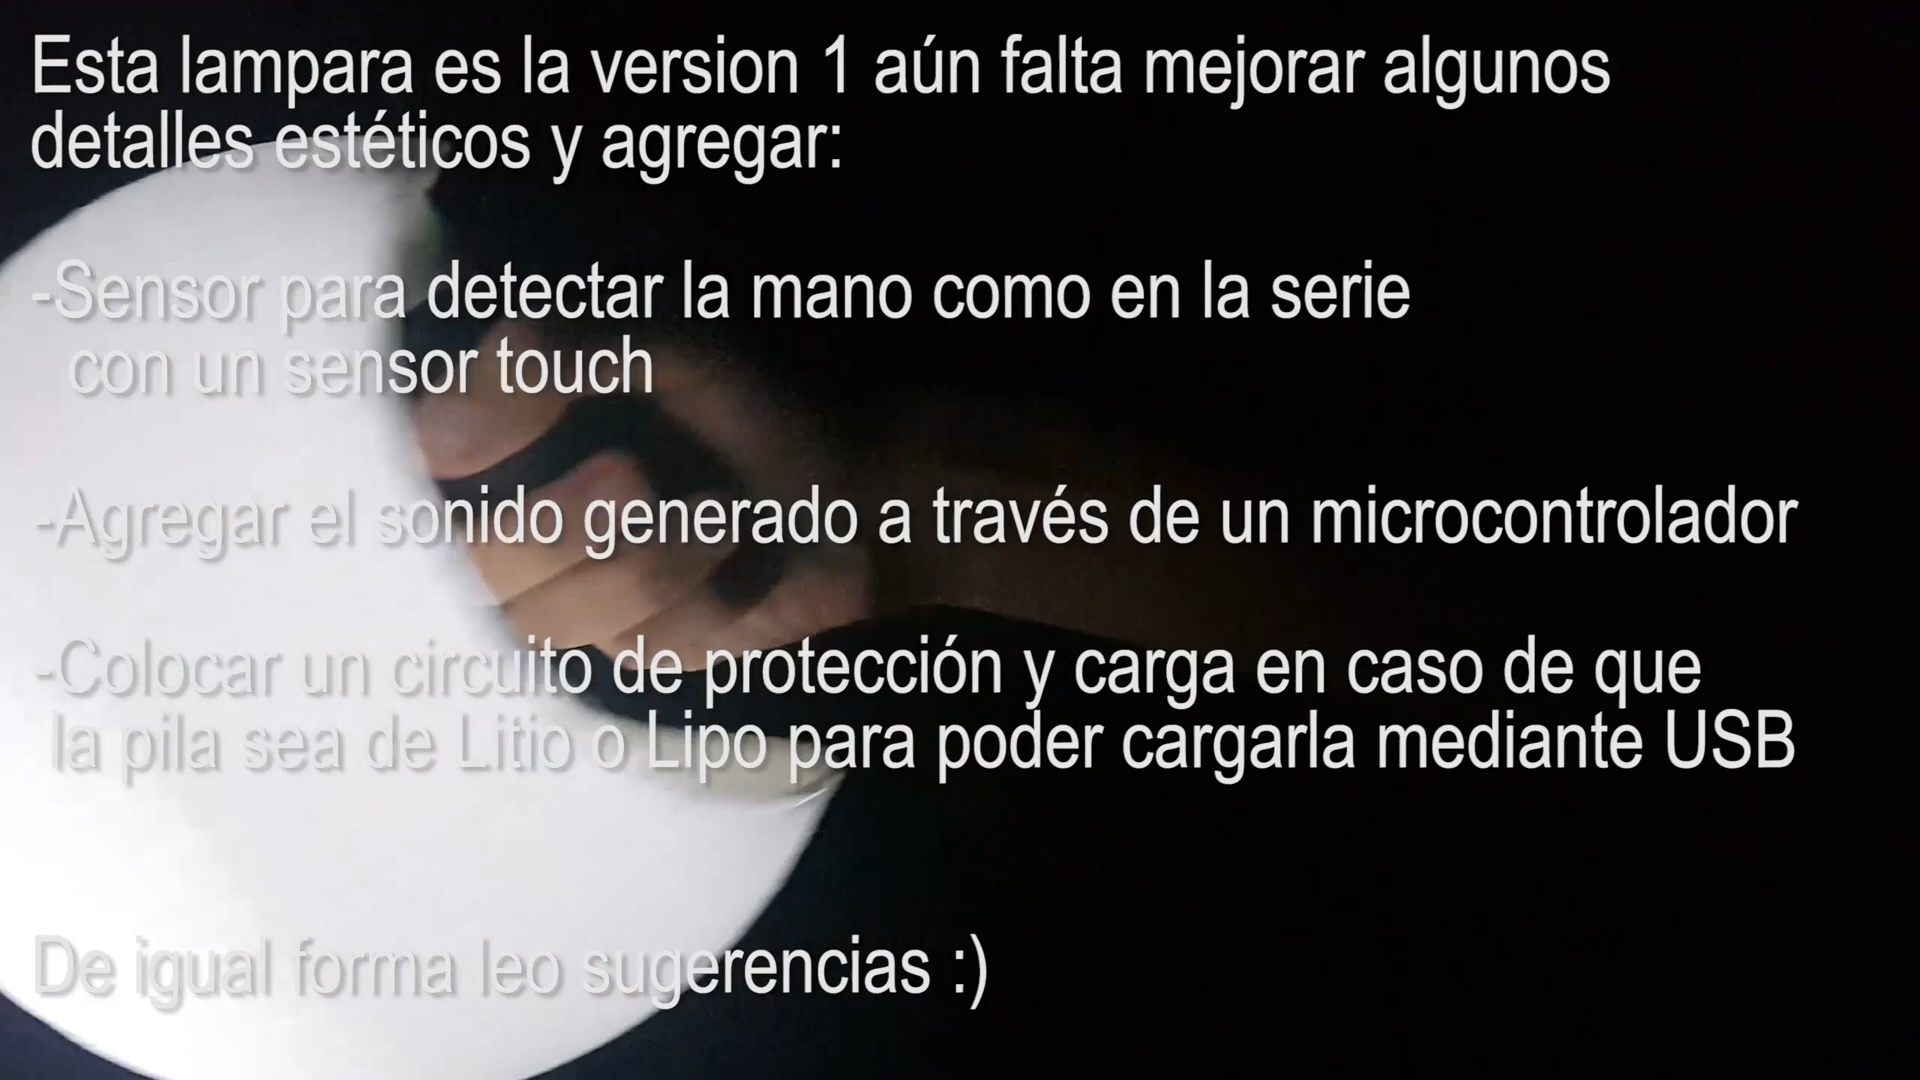 Esta lampara es la version 1 aún falta mejorar algunos
detalles estéticos y agregar:
-Sensor para detectar la mano como en la serie
con un sensor touch
-Agregar el sonido generado a través de un microcontrolador
-Colocar un circuito de protección y carga en caso de que
la pila sea de Litio o Lipo para poder cargarla mediante USB
De igual forma leo sugerencias :)